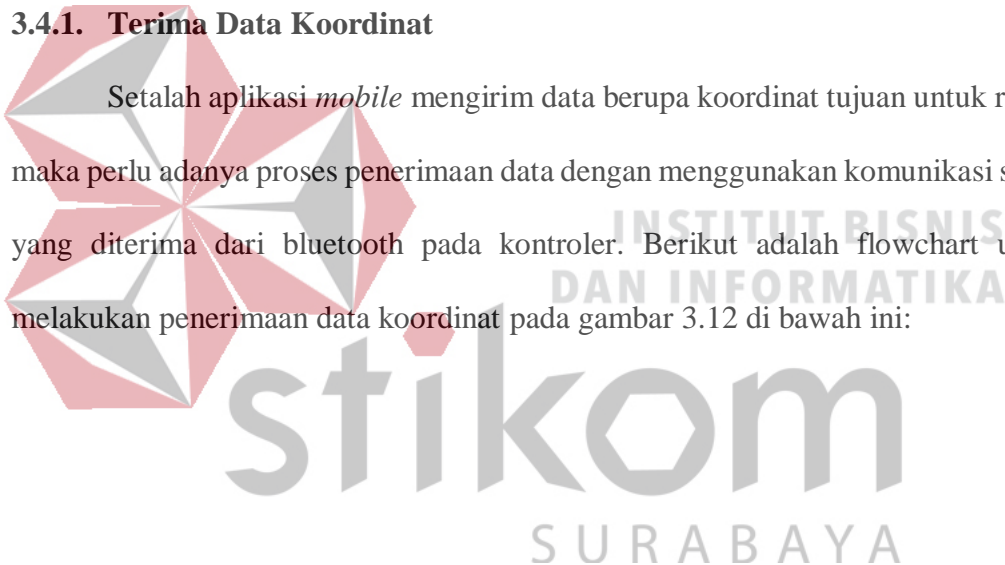 3.4.1. Terima Data Koordinat
Setalah aplikasi mobile mengirim data berupa koordinat tujuan untuk
maka perlu adanya proses penerimaan data dengan menggunakan komunikasi
yang diterima dari bluetooth pada kontroler. Berikut adalah flowchart
melakukan penerimaan data koordinat pada gambar 3.12 di bawah ini:
INSTITUT BISNIS
DAN INFORMATIKA
stikom
SURABAYA